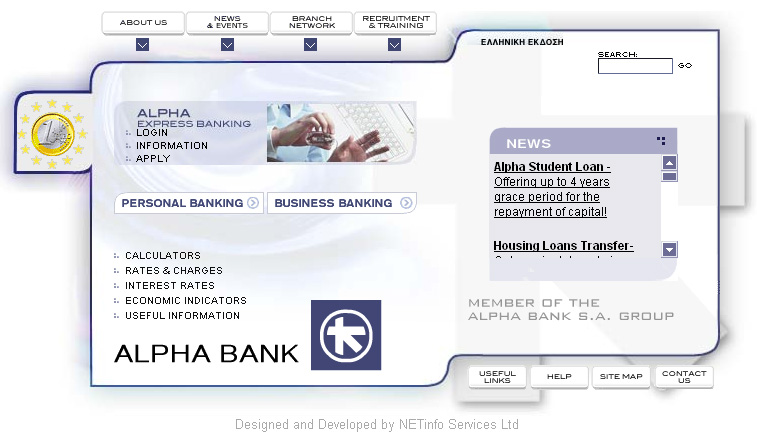 ABOUT US
NEWS
& EVENTS
BRANCH
NETWORK
RECRUITMENT
& TRAINING
ΕΛΛΗΝΙΚΗ ΕΚΔΟΣΗ
SEARCH:
GO
ALPHA
EXPRESS BANKING
LOGIN
INFORMATION
APPLY
PERSONAL BANKING
BUSINESS BANKING
NEWS
Alpha Student Loan -
Offering up to 4 years
grace period for the
repayment of capital!
Housing Loans Transfer-
CALCULATORS
RATES & CHARGES
INTEREST RATES
ECONOMIC INDICATORS
USEFUL INFORMATION
ALPHA BANK
MEMBER OF THE
ALPHA BANK S.A. GROUP
USEFUL
LINKS
HELP
SITE MAP
CONTACT
US
Designed and Developed by NETinfo Services Ltd